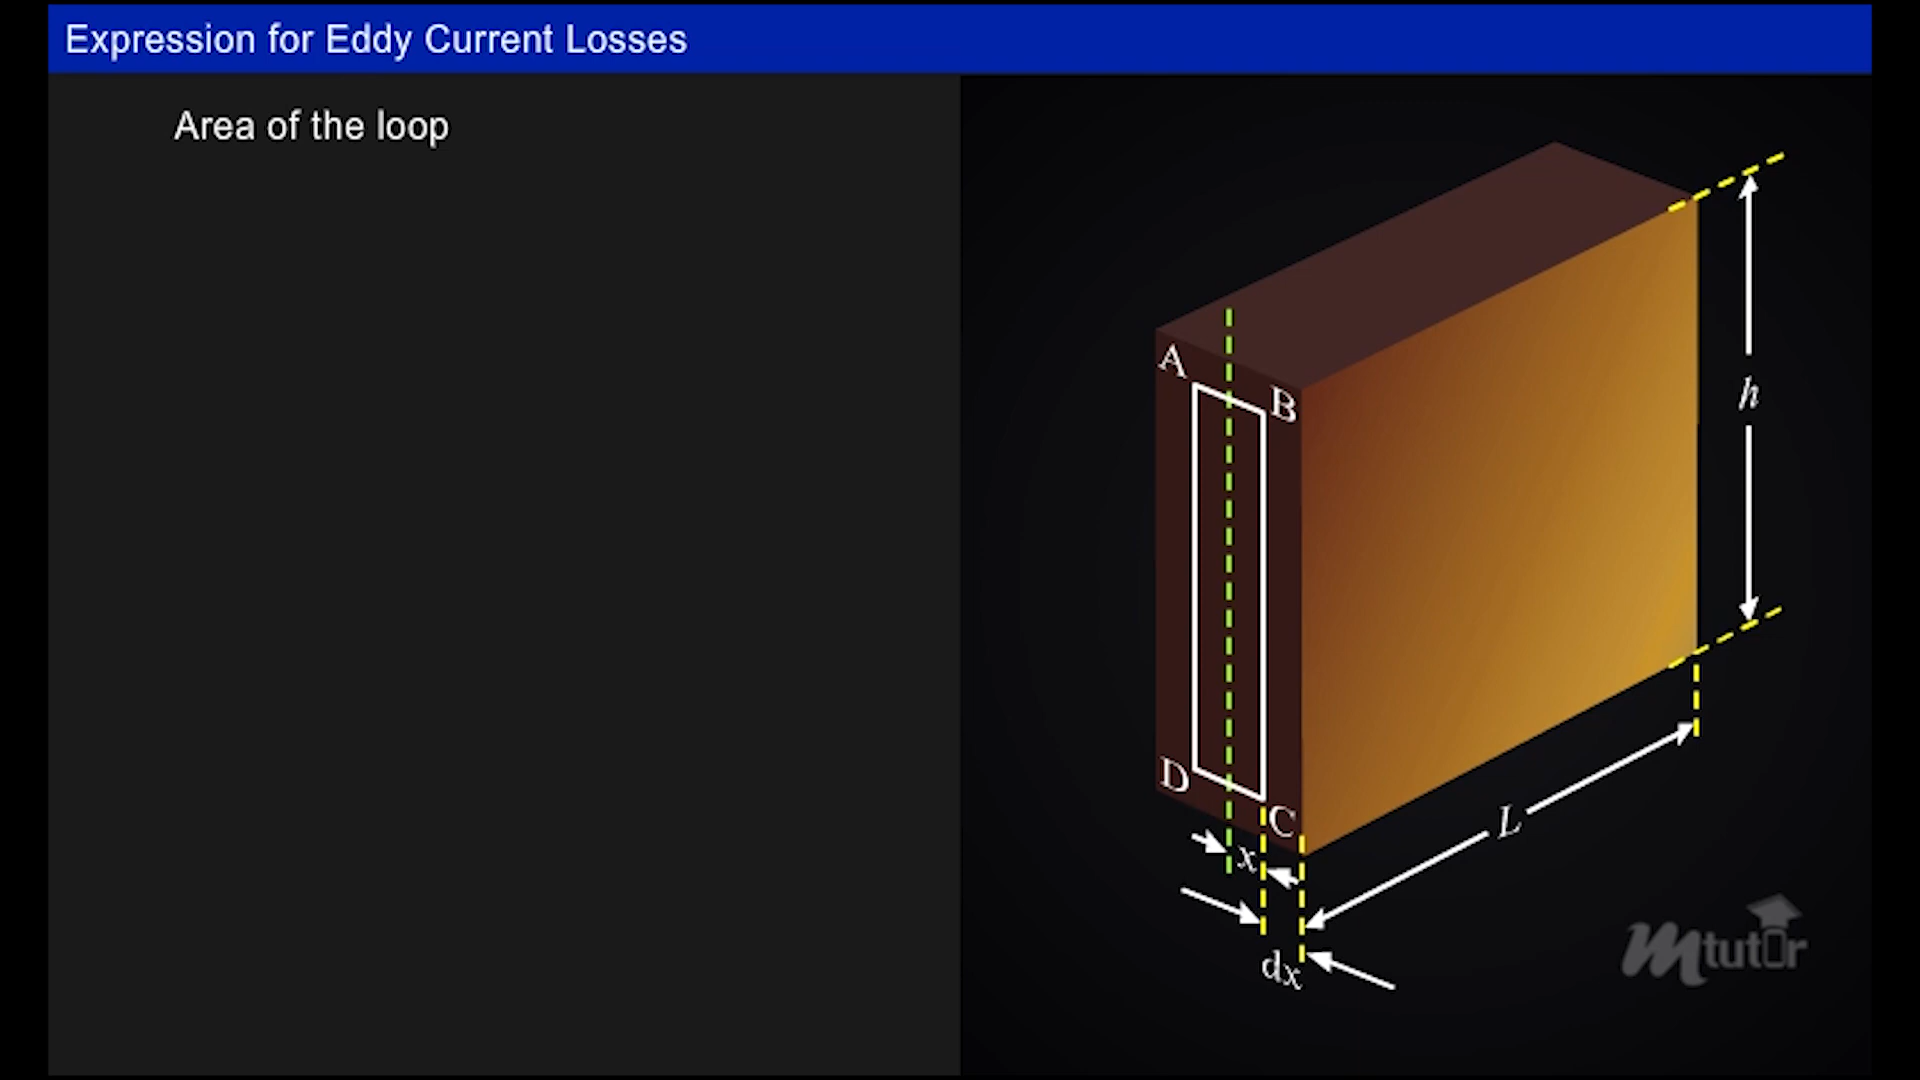 Expression for Eddy Current Losses
Area of the loop
A
B
h
D
C
x
L
dx
mtutor